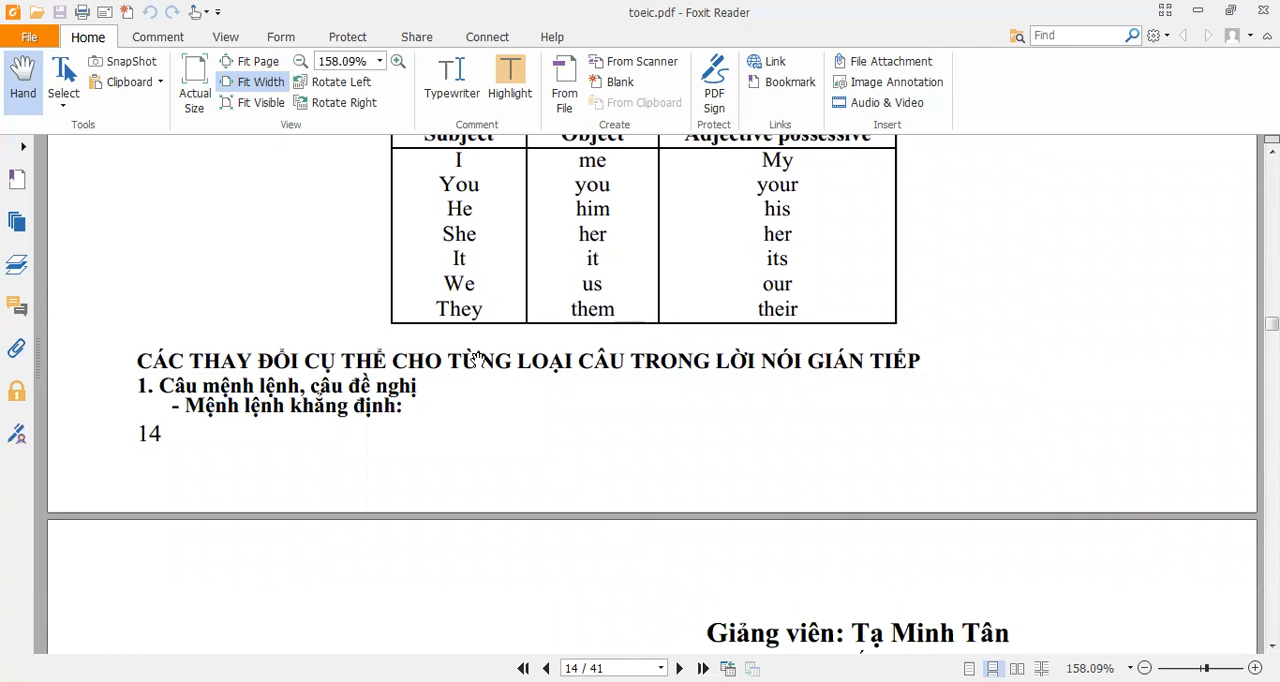 toeic.pdf - Foxit Reader
File Home Comment View Form Protect Share Connect Help Find
Hand Select SnapShot Clipboard Actual Size Fit Page Fit Width Fit Visible 158.09% Rotate Left Rotate Right Typewriter Highlight From File From Scanner Blank From Clipboard PDF Sign Link Bookmark File Attachment Image Annotation Audio & Video
Tools View Comment Create Protect Links Insert
Subject Object Adjective possessive
I me My
You you your
He him his
She her her
It it its
We us our
They them their
CÁC THAY ĐỔI CỤ THỂ CHO TỪNG LOẠI CÂU TRONG LỜI NÓI GIÁN TIẾP
1. Câu mệnh lệnh, câu đề nghị
- Mệnh lệnh khẳng định:
14
Giảng viên: Tạ Minh Tân
14 / 41 158.09%